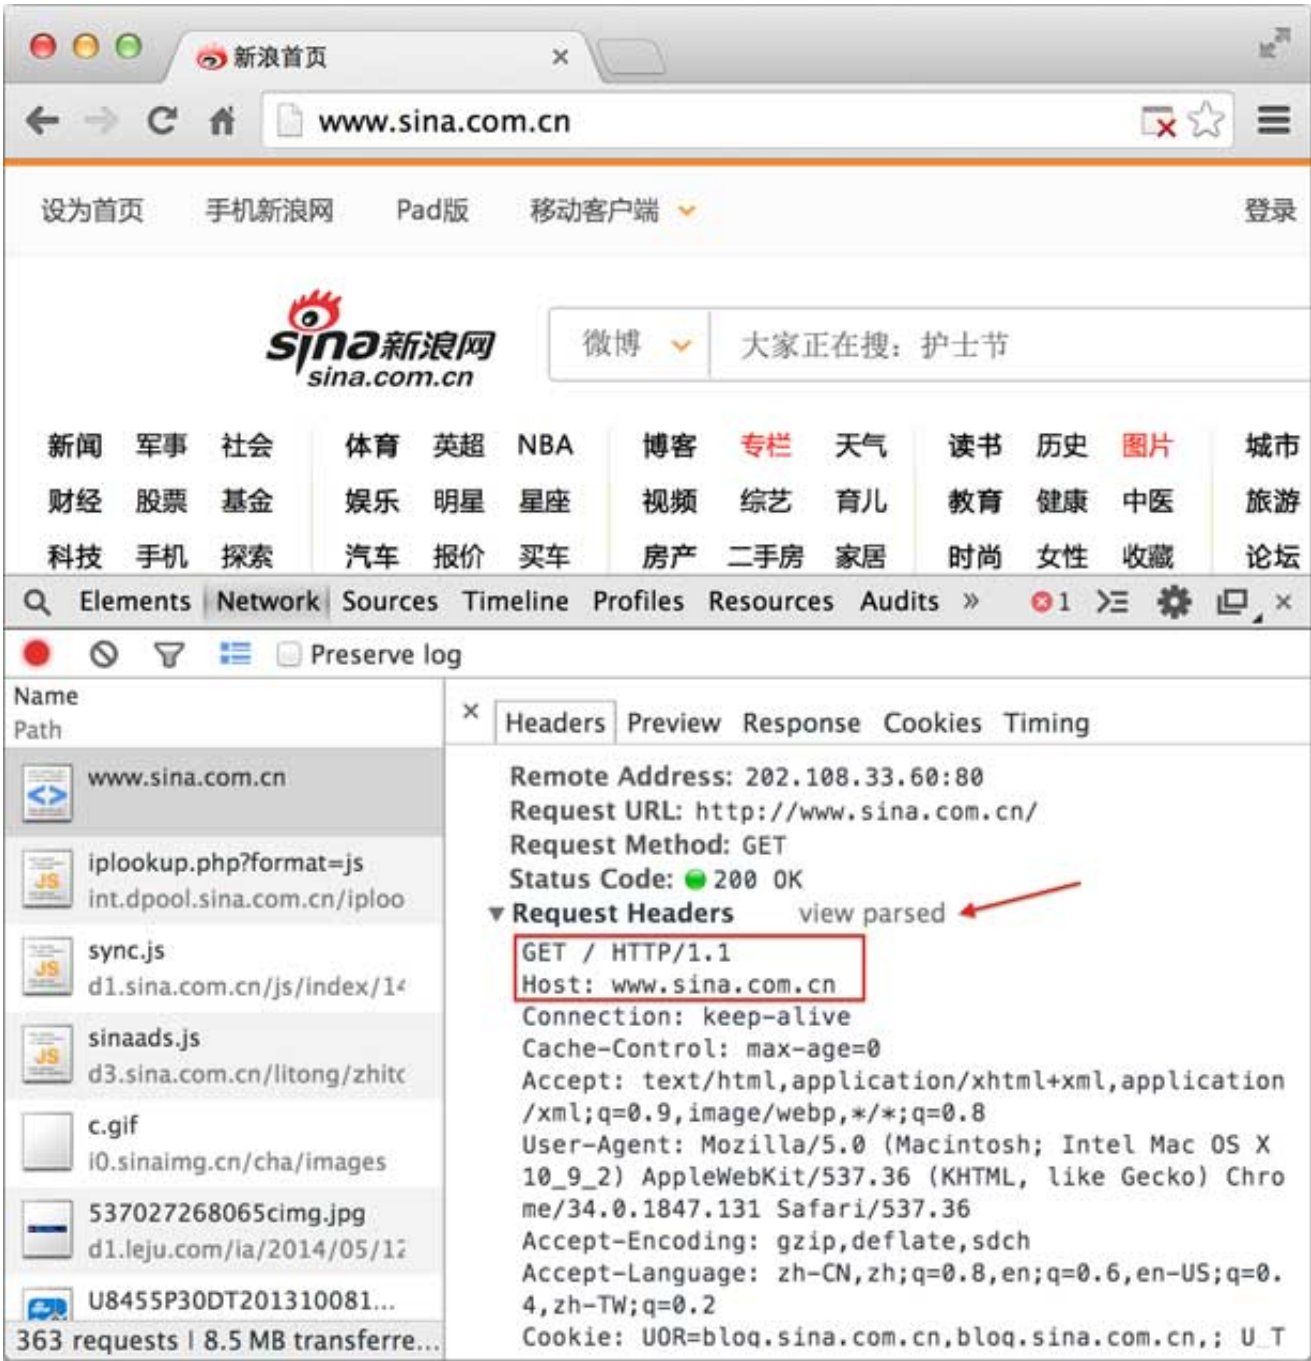 新浪首页
www.sina.com.cn
设为首页 手机新浪网 Pad版 移动客户端 登录
sina新浪网
sina.com.cn
微博 大家正在搜：护士节
新闻 军事 社会 体育 英超 NBA 博客 专栏 天气 读书 历史 图片 城市
财经 股票 基金 娱乐 明星 星座 视频 综艺 育儿 教育 健康 中医 旅游
科技 手机 探索 汽车 报价 买车 房产 二手房 家居 时尚 女性 收藏 论坛
Elements Network Sources Timeline Profiles Resources Audits » 1
Preserve log
Name
Path
www.sina.com.cn
iplookup.php?format=js
int.dpool.sina.com.cn/iploo
sync.js
d1.sina.com.cn/js/index/14
sinaads.js
d3.sina.com.cn/litong/zhitc
c.gif
i0.sinaimg.cn/cha/images
537027268065cimg.jpg
d1.leju.com/ia/2014/05/12
U8455P30DT201310081...
363 requests | 8.5 MB transferre...
Headers Preview Response Cookies Timing
Remote Address: 202.108.33.60:80
Request URL: http://www.sina.com.cn/
Request Method: GET
Status Code: 200 OK
Request Headers view parsed
GET / HTTP/1.1
Host: www.sina.com.cn
Connection: keep-alive
Cache-Control: max-age=0
Accept: text/html,application/xhtml+xml,application
/xml;q=0.9,image/webp,*/*;q=0.8
User-Agent: Mozilla/5.0 (Macintosh; Intel Mac OS X
10_9_2) AppleWebKit/537.36 (KHTML, like Gecko) Chro
me/34.0.1847.131 Safari/537.36
Accept-Encoding: gzip,deflate,sdch
Accept-Language: zh-CN,zh;q=0.8,en;q=0.6,en-US;q=0.
4,zh-TW;q=0.2
Cookie: UOR=blog.sina.com.cn,blog.sina.com.cn,; U_T